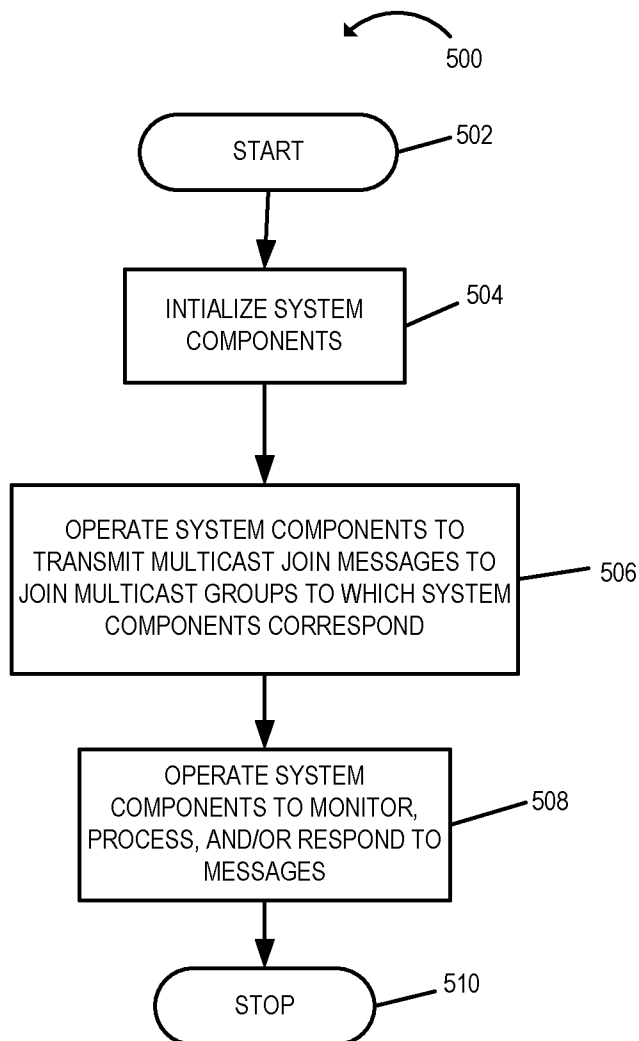 500
START
502
INTIALIZE SYSTEM
COMPONENTS
504
OPERATE SYSTEM COMPONENTS TO
TRANSMIT MULTICAST JOIN MESSAGES TO
JOIN MULTICAST GROUPS TO WHICH SYSTEM
COMPONENTS CORRESPOND
506
OPERATE SYSTEM
COMPONENTS TO MONITOR,
PROCESS, AND/OR RESPOND TO
MESSAGES
508
STOP
510